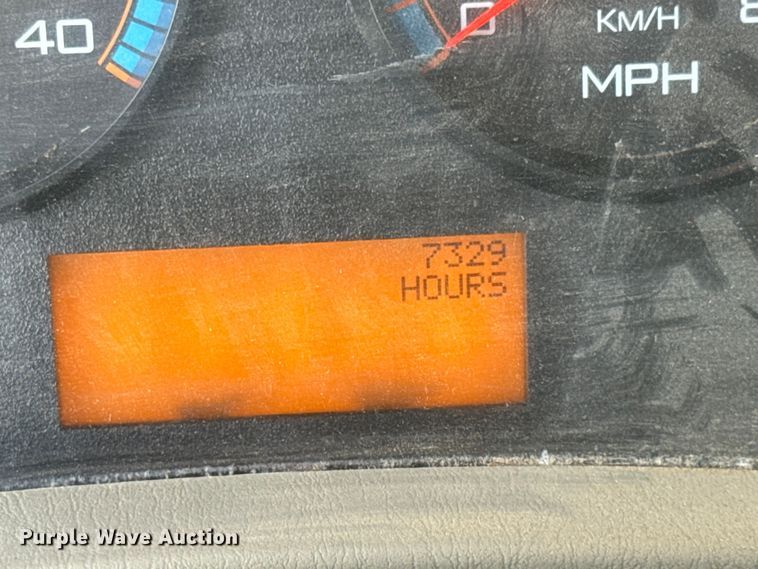 40
0
KM/H
MPH
7329
HOURS
Purple Wave Auction